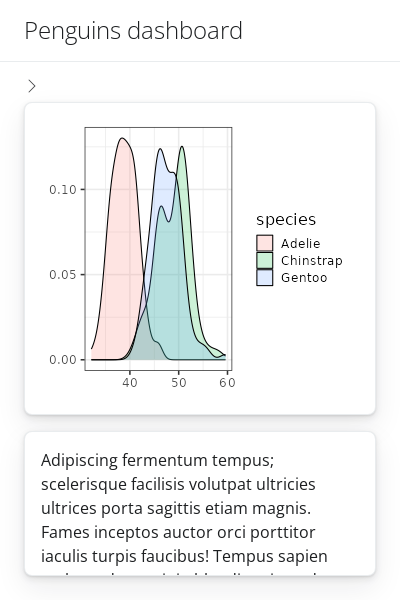 Penguins dashboard
0.10
0.05
0.00
40 50 60
species
Adelie
Chinstrap
Gentoo
Adipiscing fermentum tempus;
scelerisque facilisis volutpat ultricies
ultrices porta sagittis etiam magnis.
Fames inceptos auctor orci porttitor
iaculis turpis faucibus! Tempus sapien